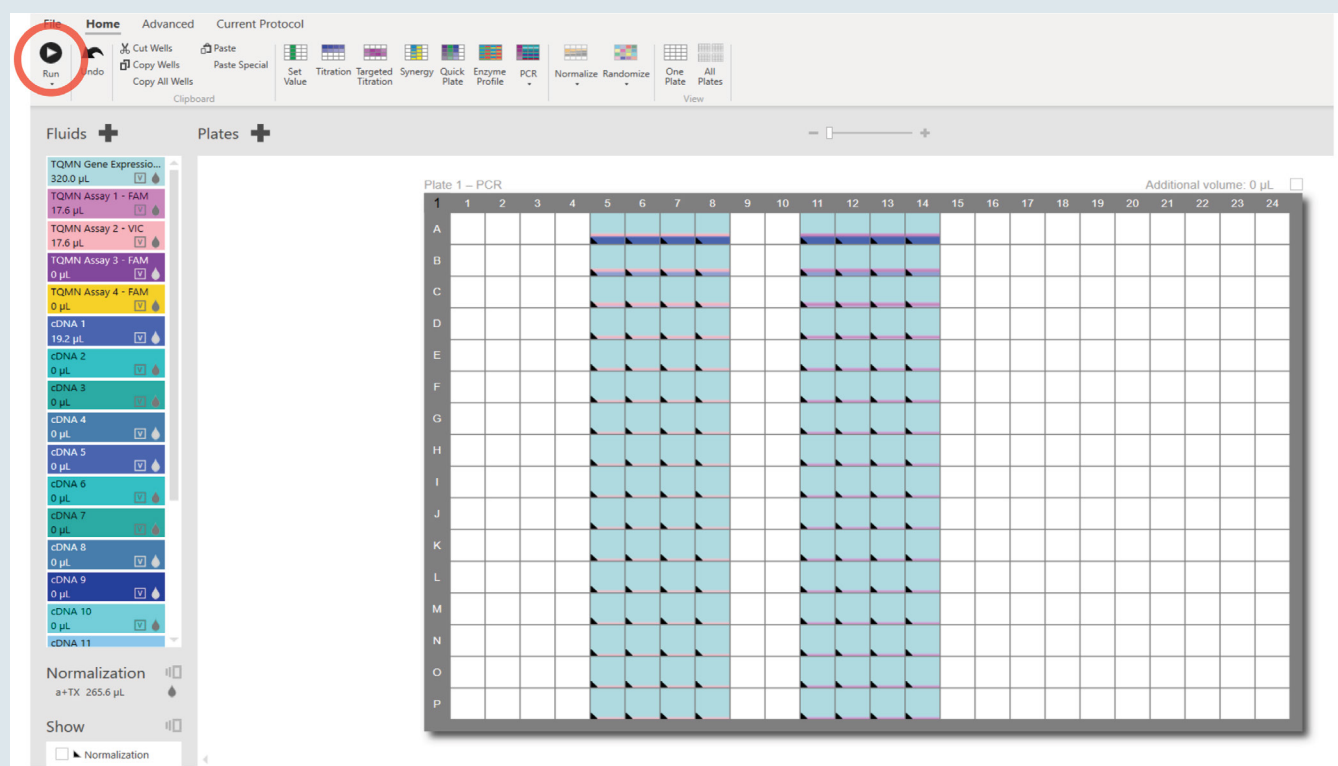 File Home Advanced Current Protocol
Run
Undo
Cut Wells
Copy Wells
Copy All Wells
Paste
Paste Special
Clipboard
Set Value
Titration
Targeted Titration
Synergy
Quick Plate
Enzyme Profile
PCR
Normalize
Randomize
One Plate
All Plates
View
Fluids
Plates
TQMN Gene Expressio...
320.0 µL V
TQMN Assay 1 - FAM
17.6 µL V
TQMN Assay 2 - VIC
17.6 µL V
TQMN Assay 3 - FAM
0 µL V
TQMN Assay 4 - FAM
0 µL V
cDNA 1
19.2 µL V
cDNA 2
0 µL V
cDNA 3
0 µL V
cDNA 4
0 µL V
cDNA 5
0 µL V
cDNA 6
0 µL V
cDNA 7
0 µL V
cDNA 8
0 µL V
cDNA 9
0 µL V
cDNA 10
0 µL V
cDNA 11
Normalization
a+TX 265.6 µL
Show
Normalization
Plate 1 – PCR Additional volume: 0 µL
1 1 2 3 4 5 6 7 8 9 10 11 12 13 14 15 16 17 18 19 20 21 22 23 24
A
B
C
D
E
F
G
H
I
J
K
L
M
N
O
P